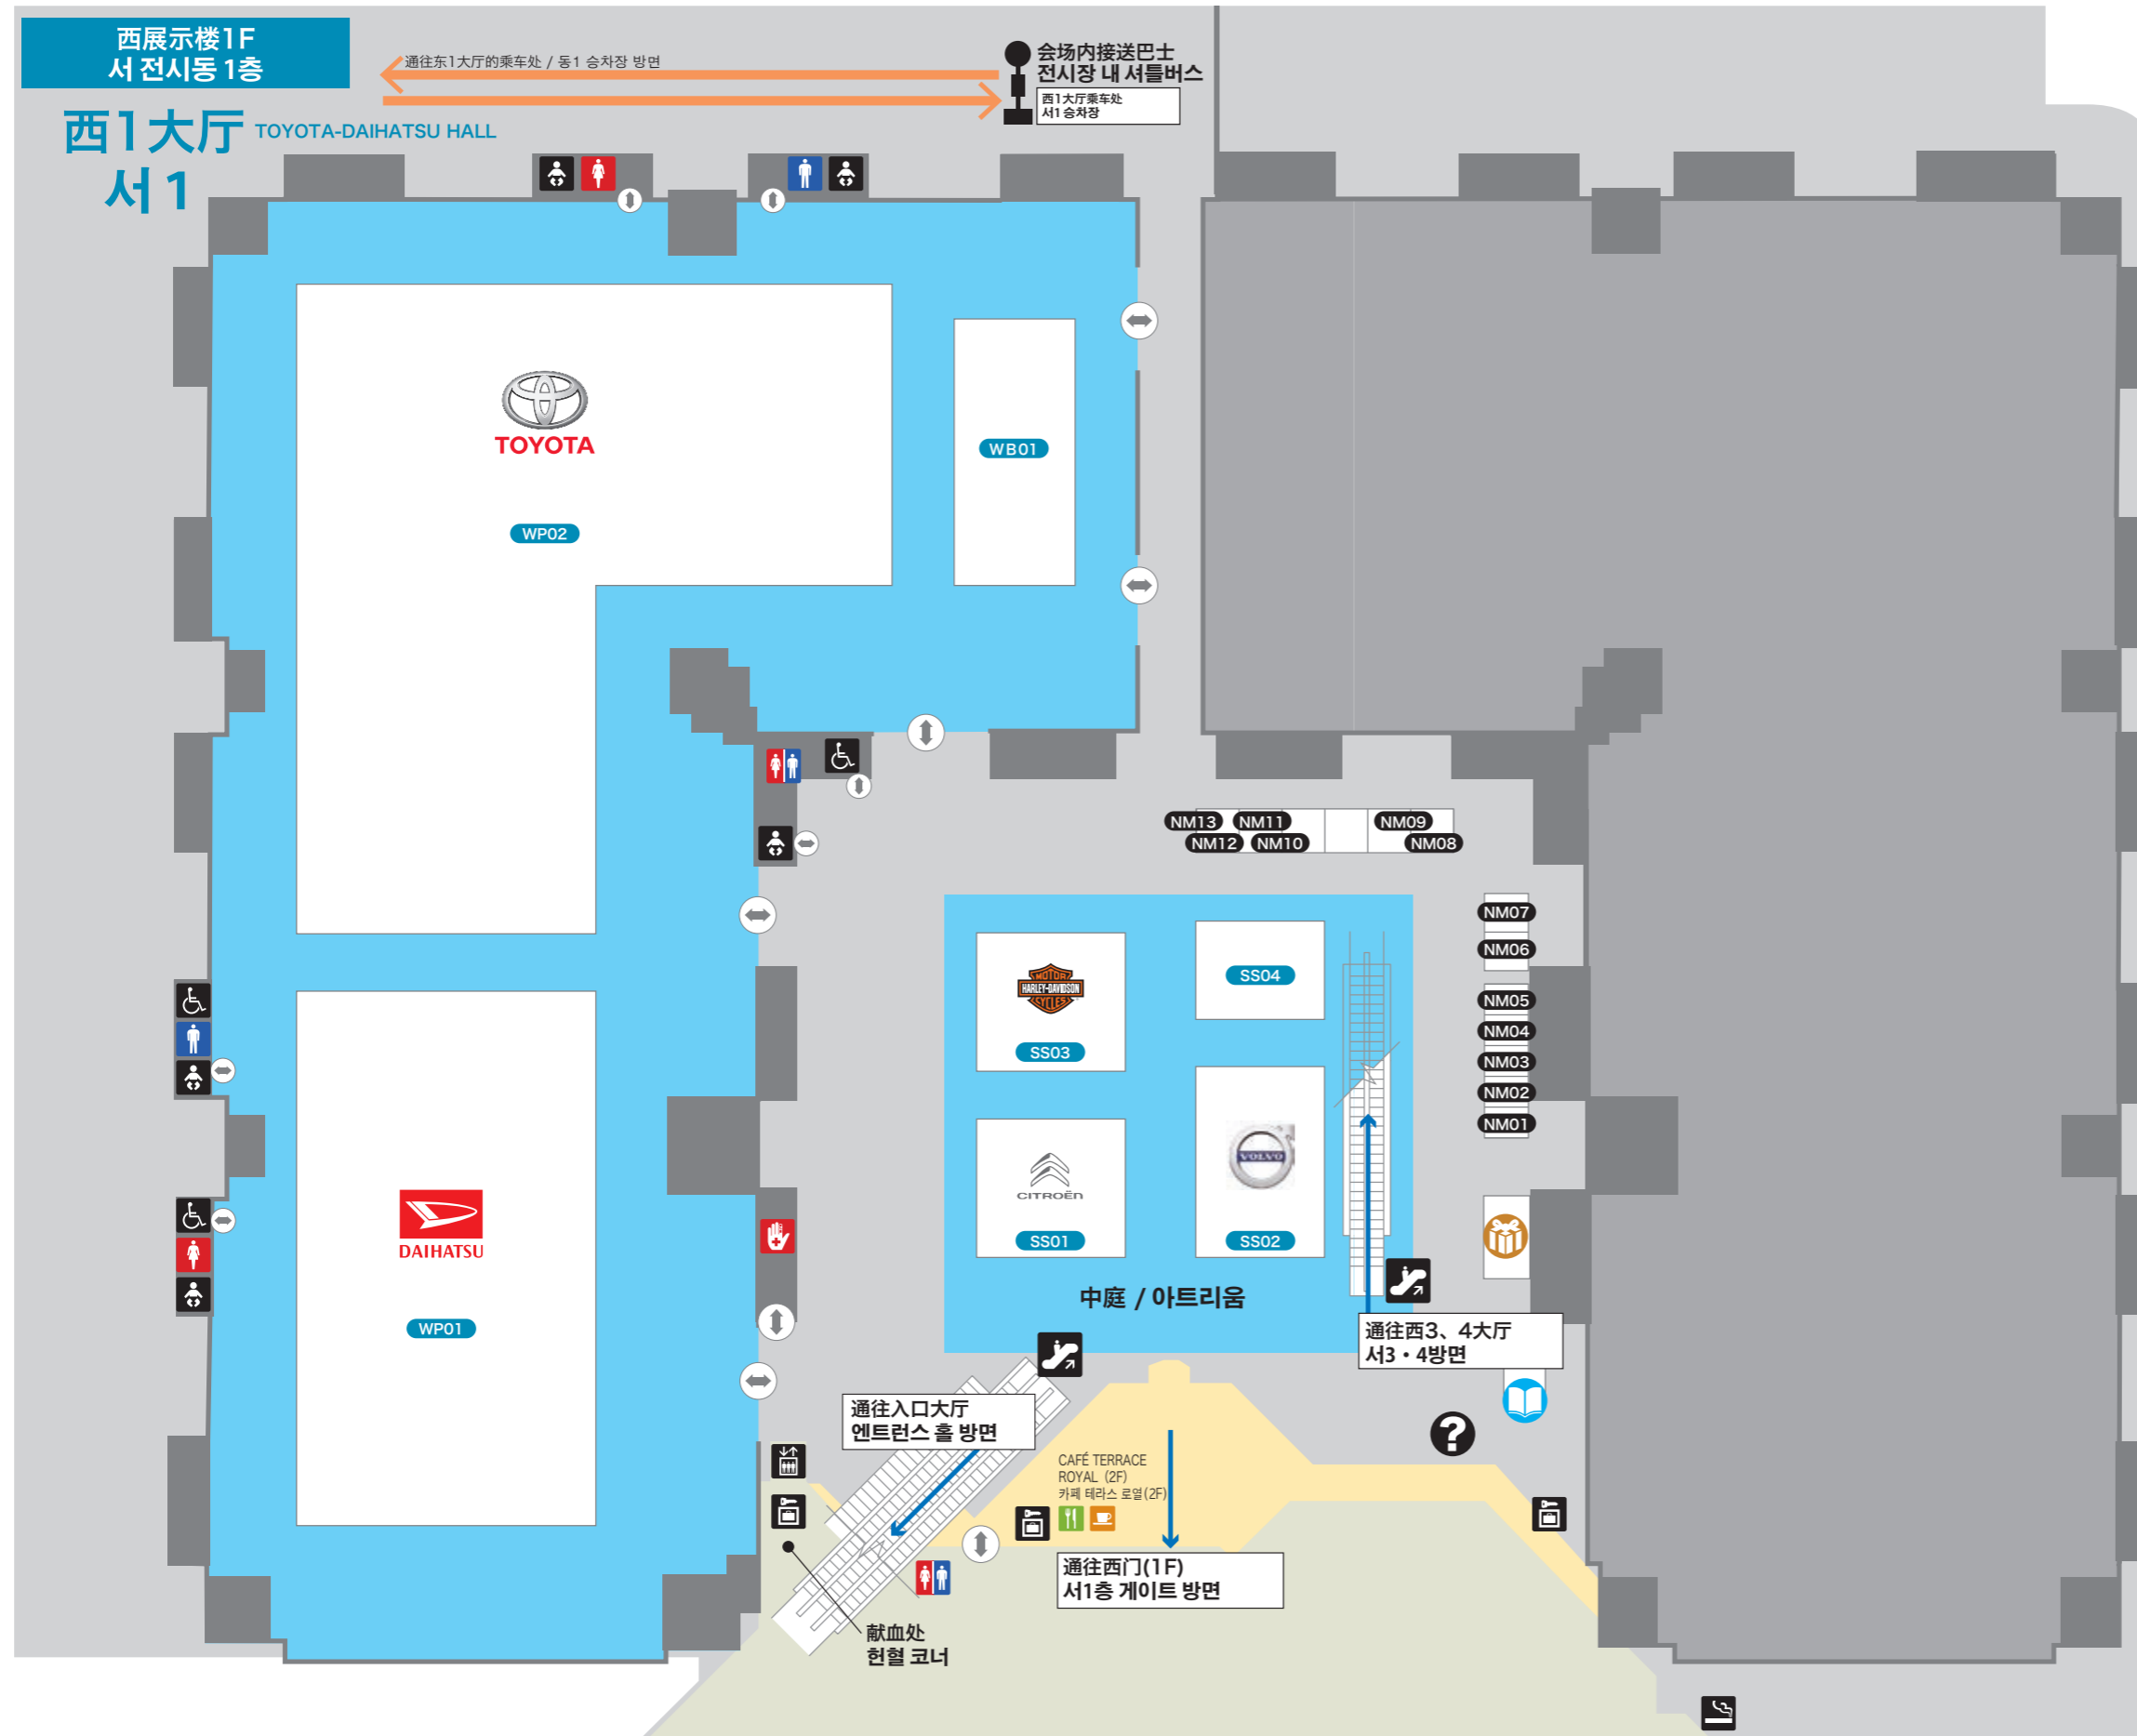 西展示楼1F
서 전시동 1층
西1大厅 TOYOTA-DAIHATSU HALL
서1
通往东1大厅的乘车处 / 동1 승차장 방면
会场内接送巴士
전시장 내 셔틀버스
西1大厅乘车处
서1 승차장
TOYOTA
WP02
WB01
NM13
NM11
NM09
NM12
NM10
NM08
NM07
NM06
NM05
NM04
NM03
NM02
NM01
MOTOR
HARLEY-DAVIDSON
CYCLES
SS03
SS04
CITROËN
SS01
VOLVO
SS02
DAIHATSU
WP01
中庭 / 아트리움
通往西3、4大厅
서3・4방면
通往入口大厅
엔트런스 홀 방면
?
CAFÉ TERRACE
ROYAL (2F)
카페 테라스 로열(2F)
通往西门(1F)
서1층 게이트 방면
献血处
헌혈 코너